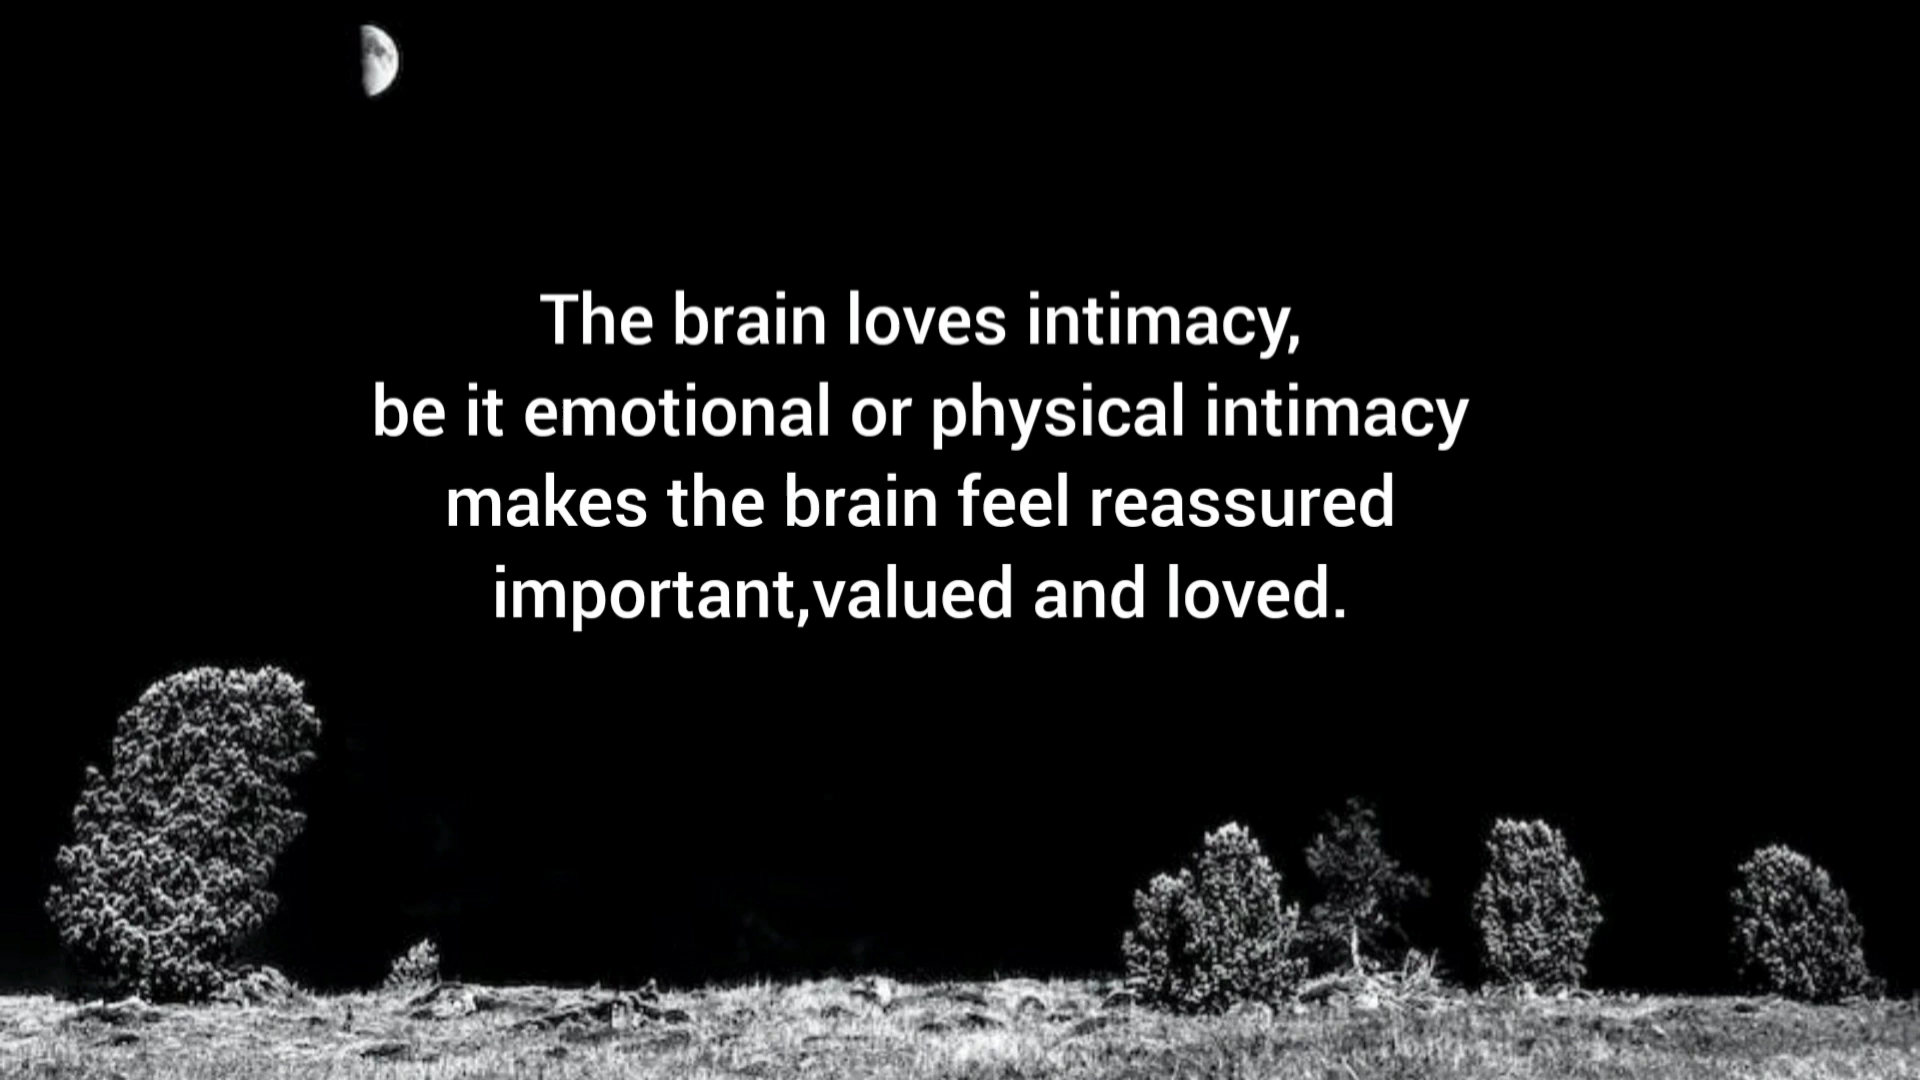 The brain loves intimacy,
be it emotional or physical intimacy
makes the brain feel reassured
important,valued and loved.